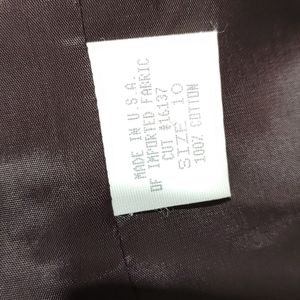 MADE IN U.S.A.
OF IMPORTED FABRIC
CUT #16137
SIZE 10
100% COTTON